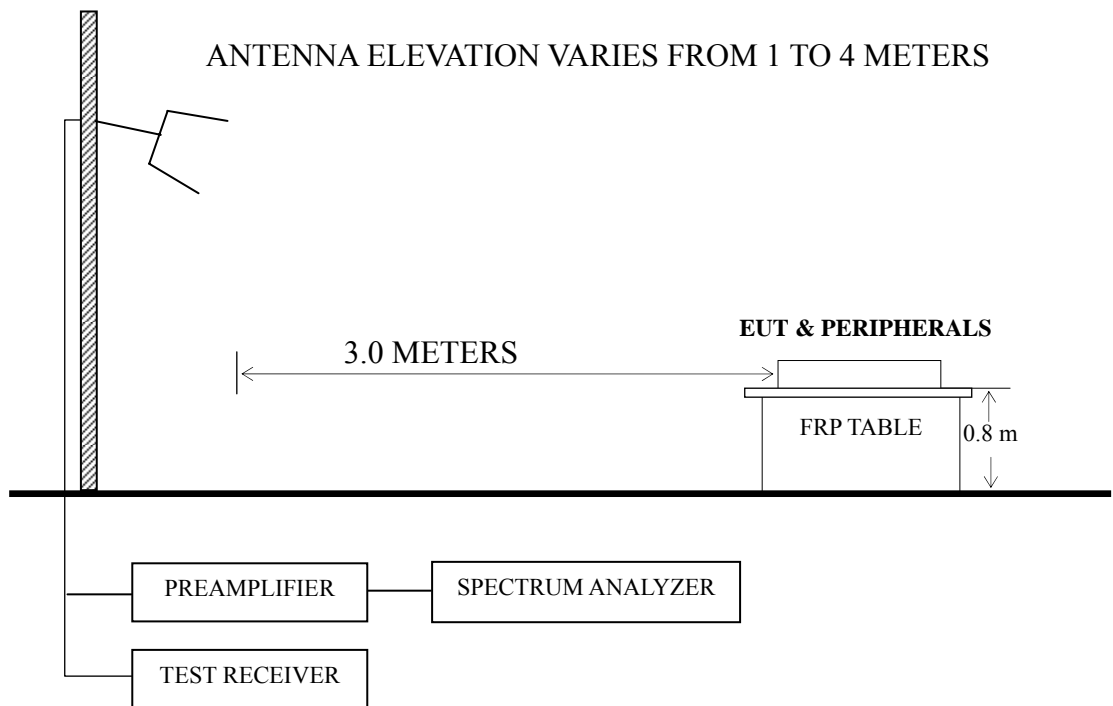 ANTENNA ELEVATION VARIES FROM 1 TO 4 METERS
EUT & PERIPHERALS
3.0 METERS
FRP TABLE
0.8 m
PREAMPLIFIER
SPECTRUM ANALYZER
TEST RECEIVER